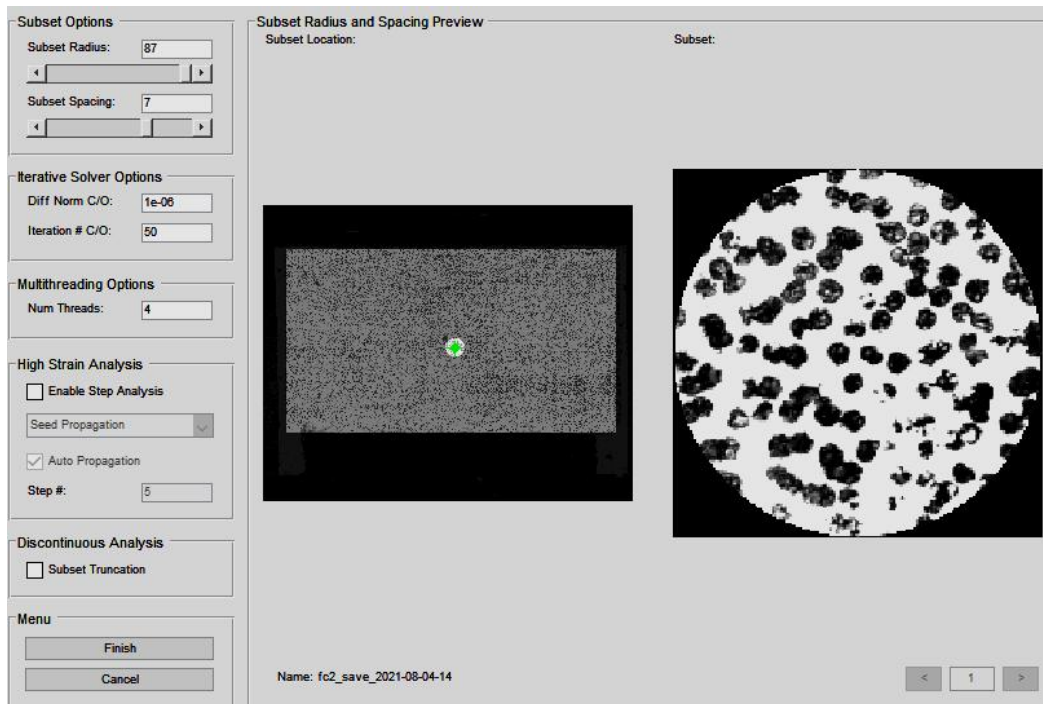 Subset Options
Subset Radius: 87
Subset Spacing: 7
Iterative Solver Options
Diff Norm C/O: 1e-06
Iteration # C/O: 50
Multithreading Options
Num Threads: 4
High Strain Analysis
Enable Step Analysis
Seed Propagation
Auto Propagation
Step #: 5
Discontinuous Analysis
Subset Truncation
Menu
Finish
Cancel
Subset Radius and Spacing Preview
Subset Location:
Subset:
Name: fc2_save_2021-08-04-14
< 1 >